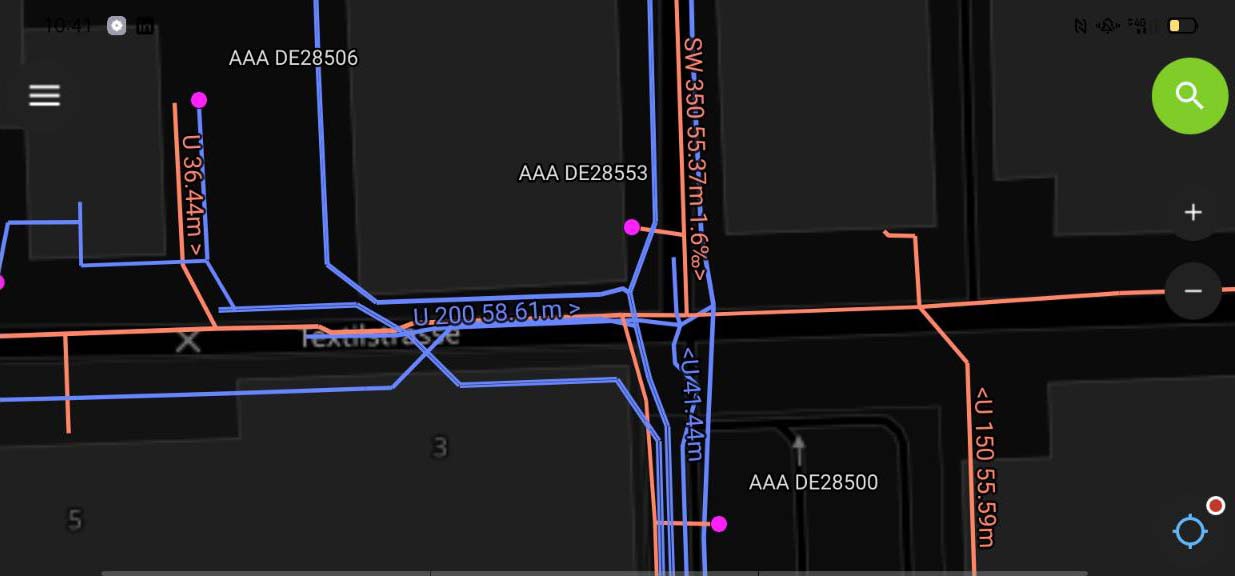 10:41
AAA DE28506
U 36.44m >
AAA DE28553
SW 350 55.37m 1.6‰>
U 200 58.61m >
Textilstrasse
<U 41.44m
3
AAA DE28500
<U 150 55.59m
5